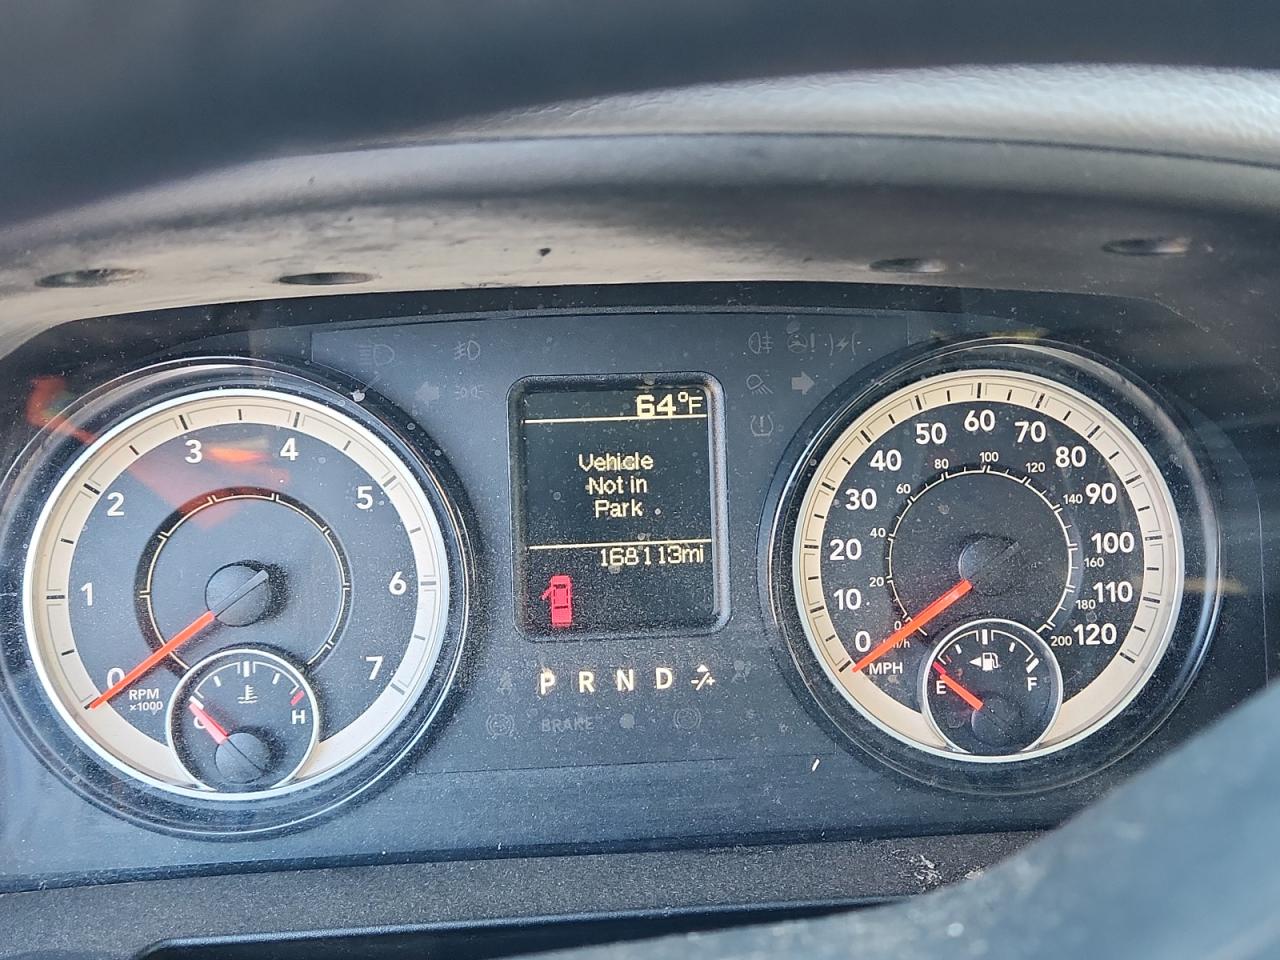 64°F
Vehicle
Not in
Park
168113mi
P R N D -/+
BRAKE
0 1 2 3 4 5 6 7
RPM
x1000
C H
0 10 20 30 40 50 60 70 80 90 100 110 120
MPH
0 20 40 60 80 100 120 140 160 180 200
km/h
E F